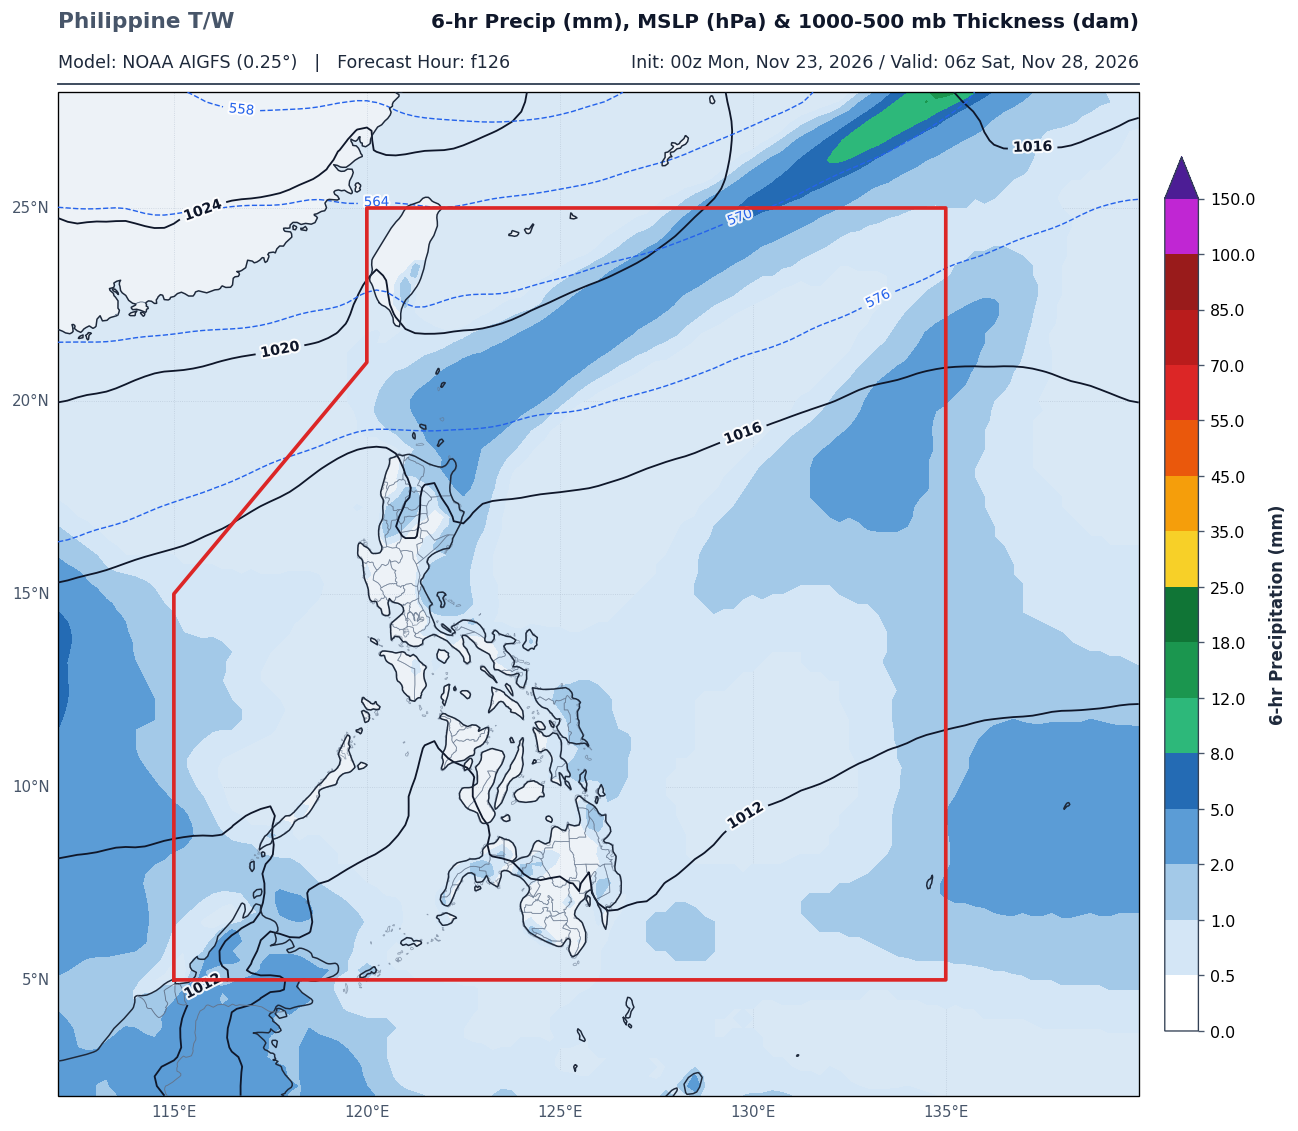 Philippine T/W
6-hr Precip (mm), MSLP (hPa) & 1000-500 mb Thickness (dam)
Model: NOAA AIGFS (0.25°) | Forecast Hour: f126
Init: 00z Mon, Nov 23, 2026 / Valid: 06z Sat, Nov 28, 2026
558
1016
564
1024
25°N
570
576
1020
20°N
1016
15°N
10°N
1012
5°N
1012
115°E
120°E
125°E
130°E
135°E
150.0
100.0
85.0
70.0
55.0
45.0
35.0
25.0
18.0
12.0
8.0
5.0
2.0
1.0
0.5
0.0
6-hr Precipitation (mm)